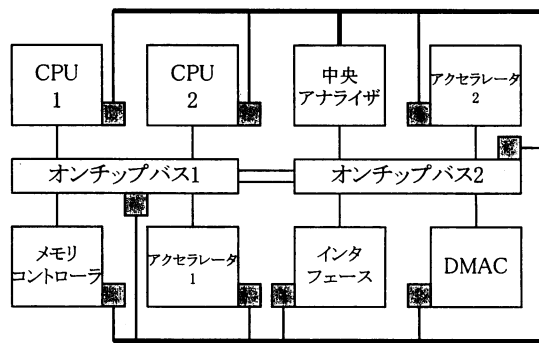 CPU
1
CPU
2
中央
アナライザ
アクセラレータ
2
オンチップバス1
オンチップバス2
メモリ
コントローラ
アクセラレータ
1
インタ
フェース
DMAC